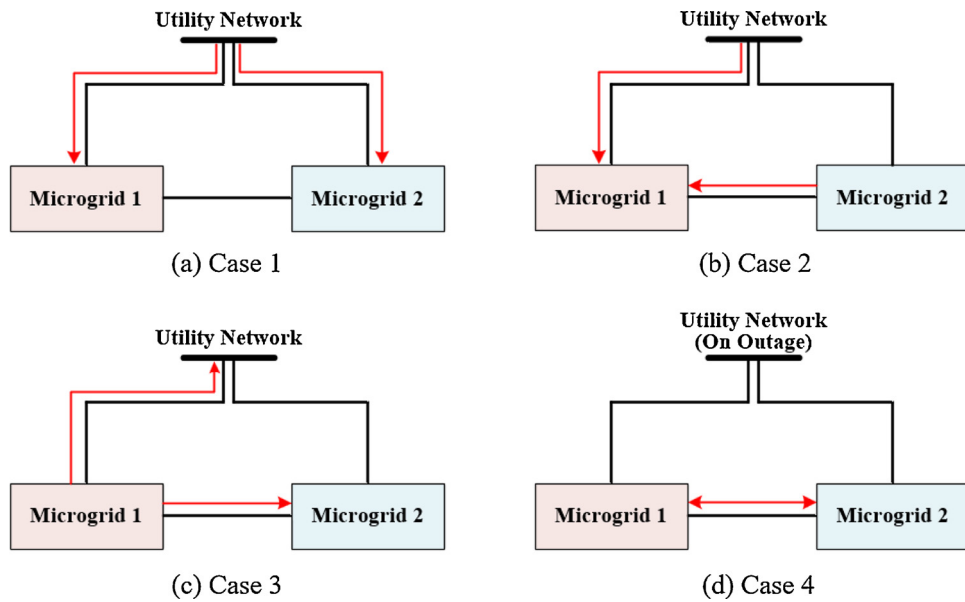 Utility Network
Microgrid 1
Microgrid 2
(a) Case 1
Utility Network
Microgrid 1
Microgrid 2
(b) Case 2
Utility Network
Microgrid 1
Microgrid 2
(c) Case 3
Utility Network
(On Outage)
Microgrid 1
Microgrid 2
(d) Case 4